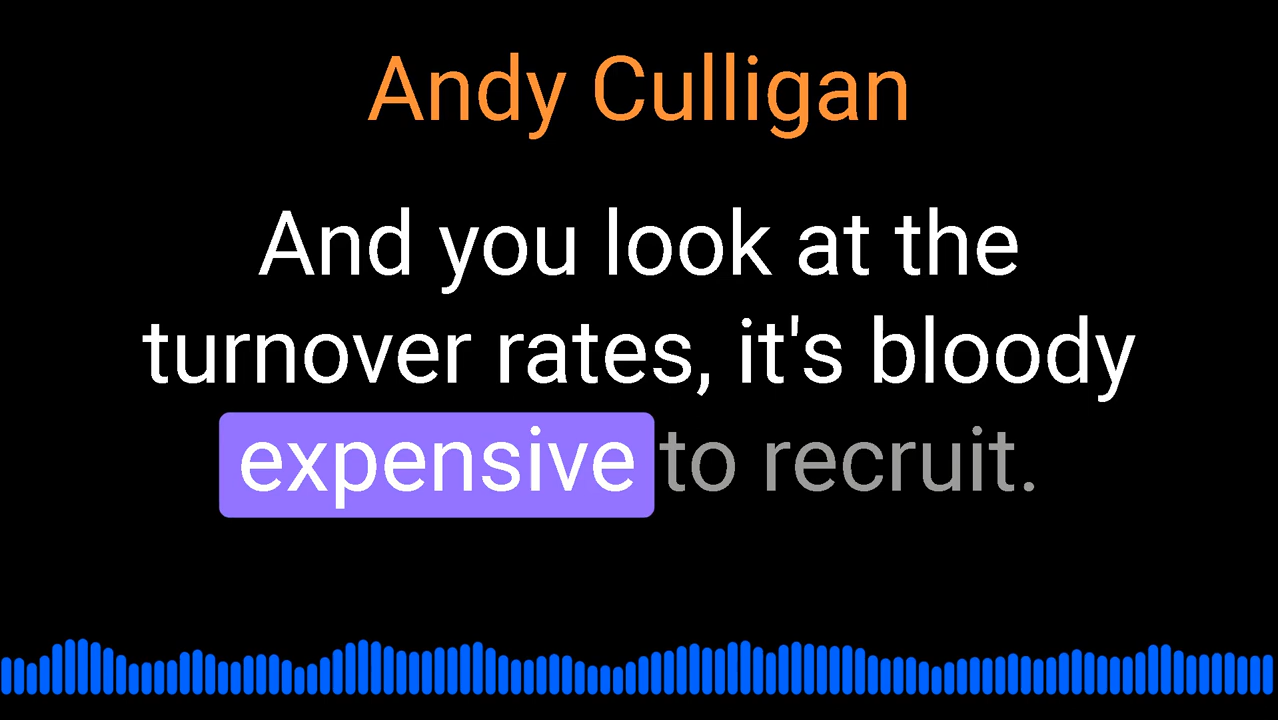 Andy Culligan
And you look at the
turnover rates, it's bloody
expensive to recruit.